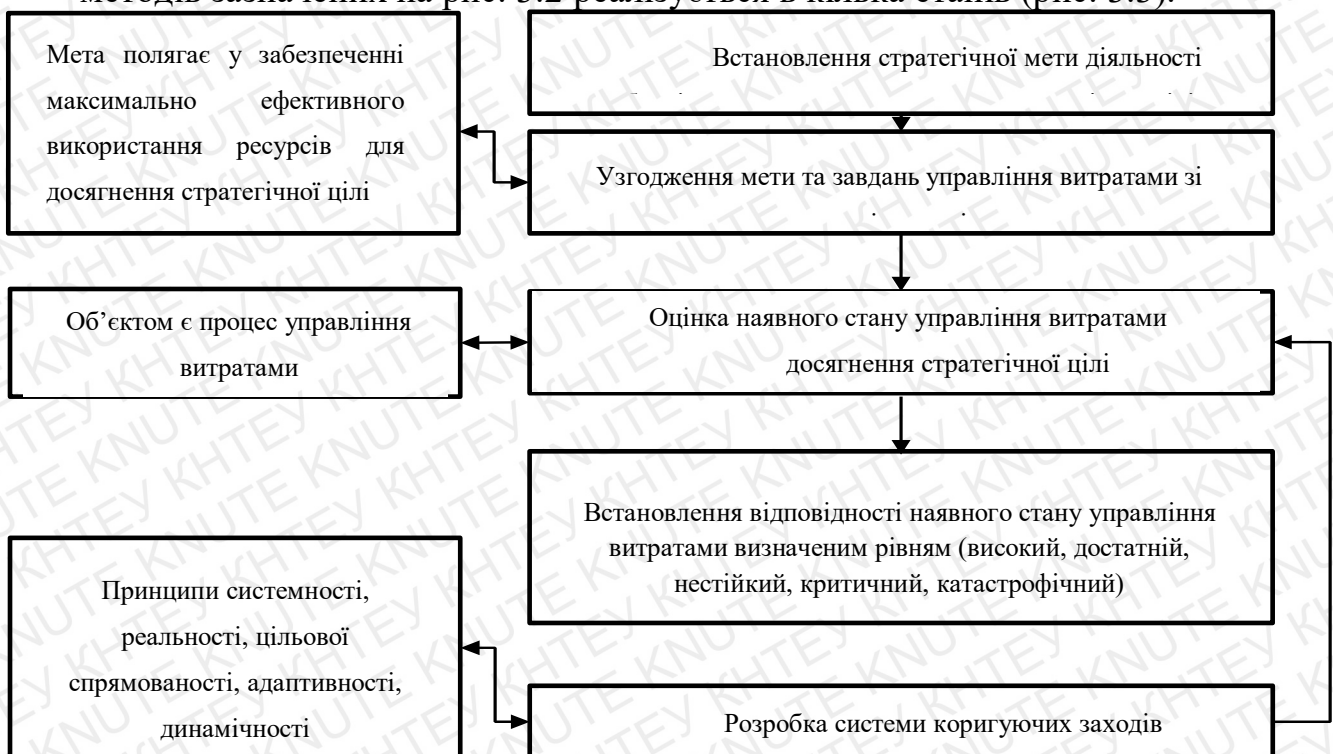 методів зазначених на рис. 3.2 реалізується в кілька етапів (рис. 3.3).
Мета полягає у забезпеченні
максимально ефективного
використання ресурсів для
досягнення стратегічної цілі
Встановлення стратегічної мети діяльності
Узгодження мети та завдань управління витратами зі
Об’єктом є процес управління
витратами
Оцінка наявного стану управління витратами
досягнення стратегічної цілі
Встановлення відповідності наявного стану управління
витратами визначеним рівням (високий, достатній,
нестійкий, критичний, катастрофічний)
Принципи системності,
реальності, цільової
спрямованості, адаптивності,
динамічності
Розробка системи коригуючих заходів